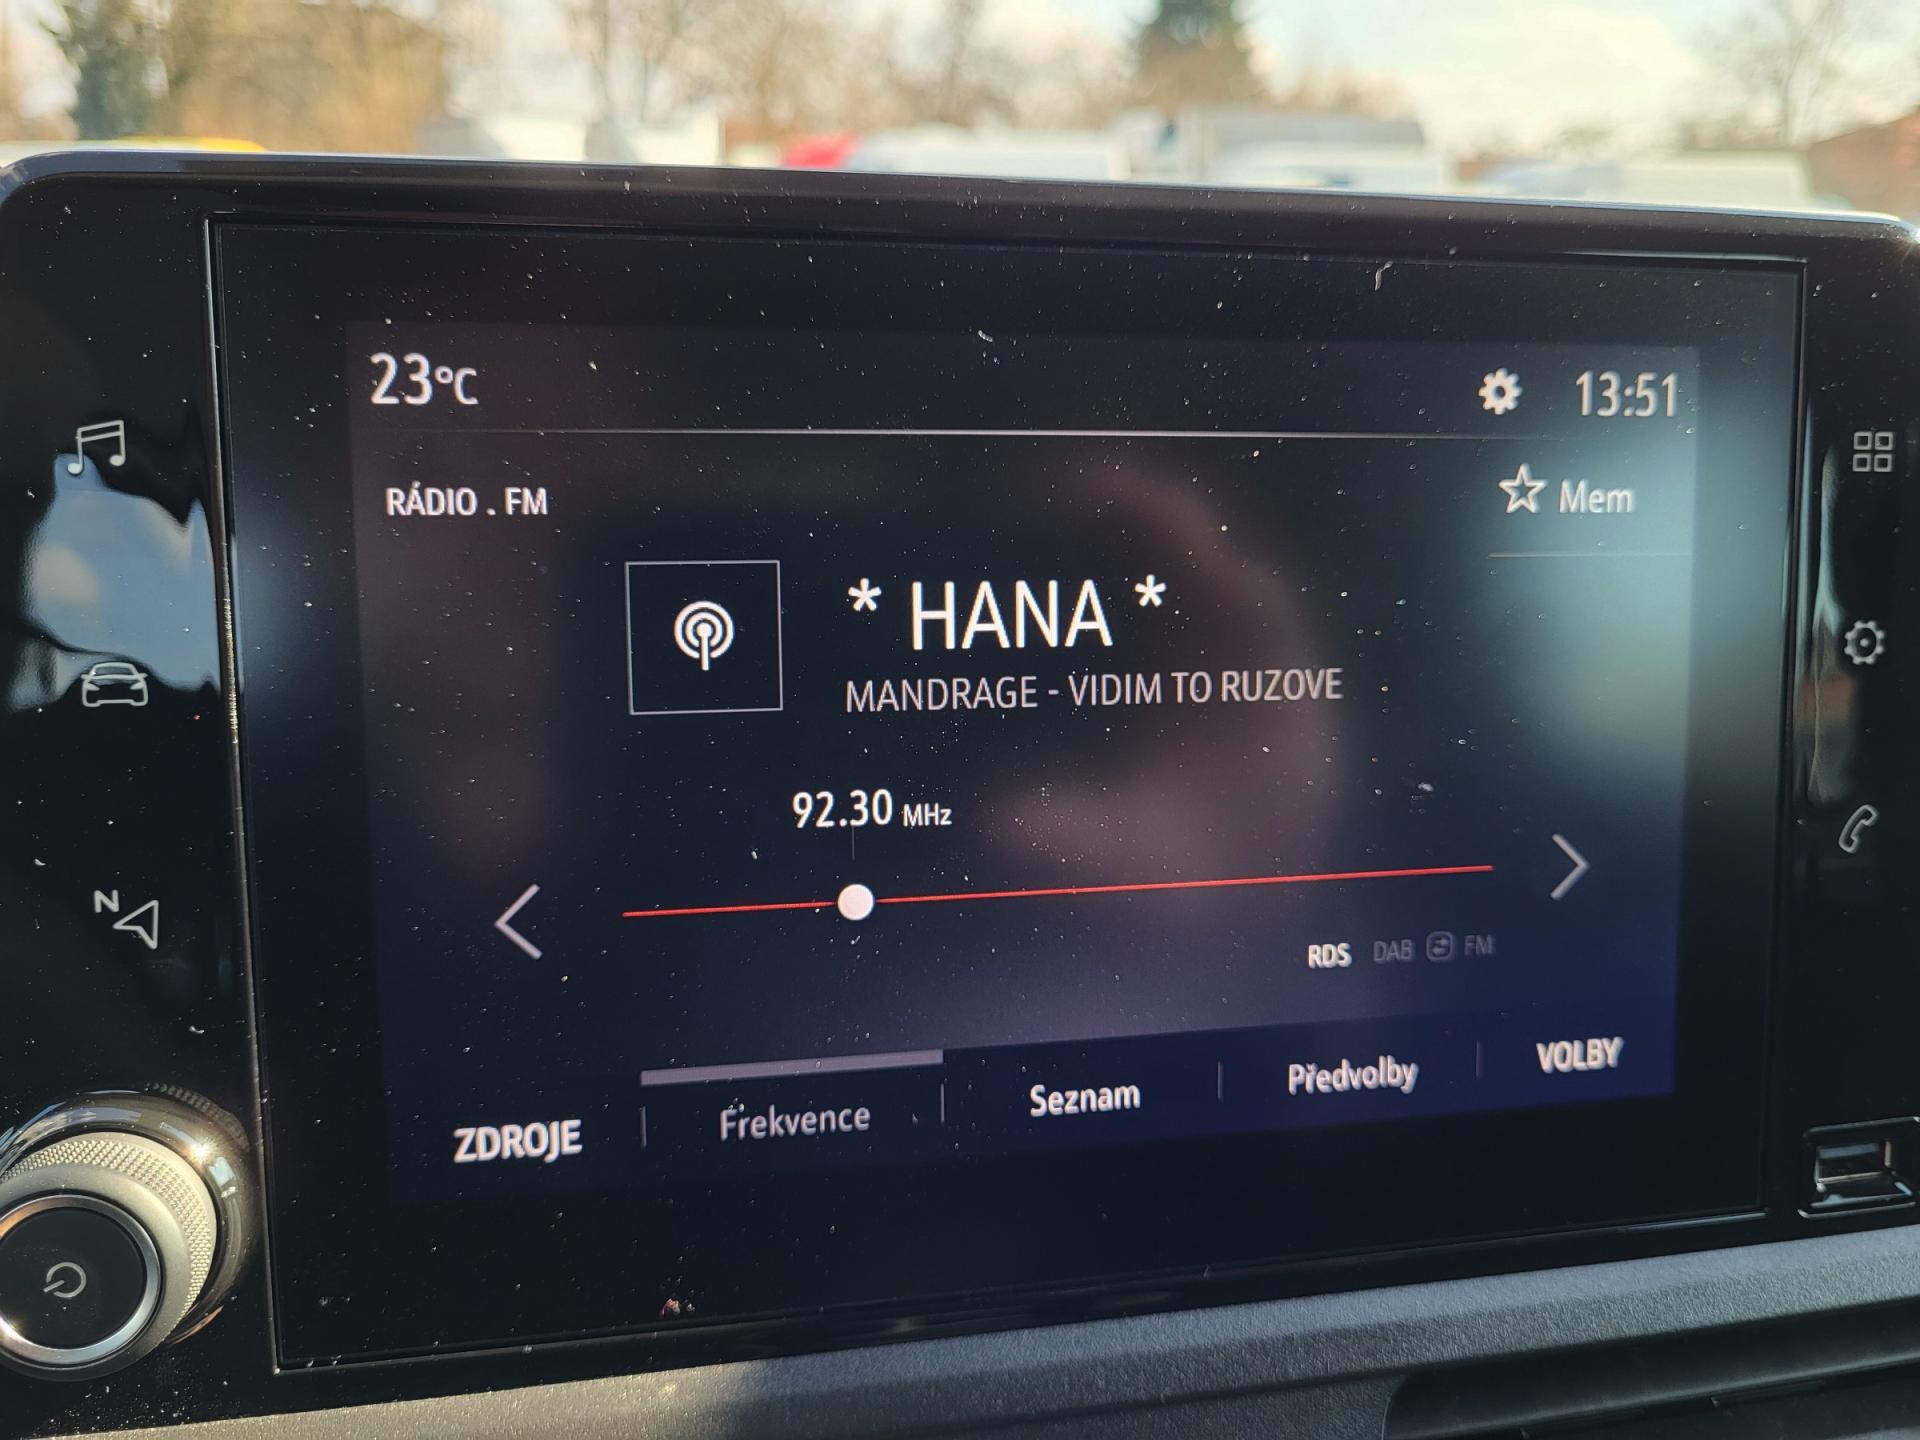 23°C
13:51
RÁDIO . FM
Mem
* HANA *
MANDRAGE - VIDIM TO RUZOVE
92.30 MHz
N
RDS DAB FM
ZDROJE Frekvence Seznam Předvolby VOLBY